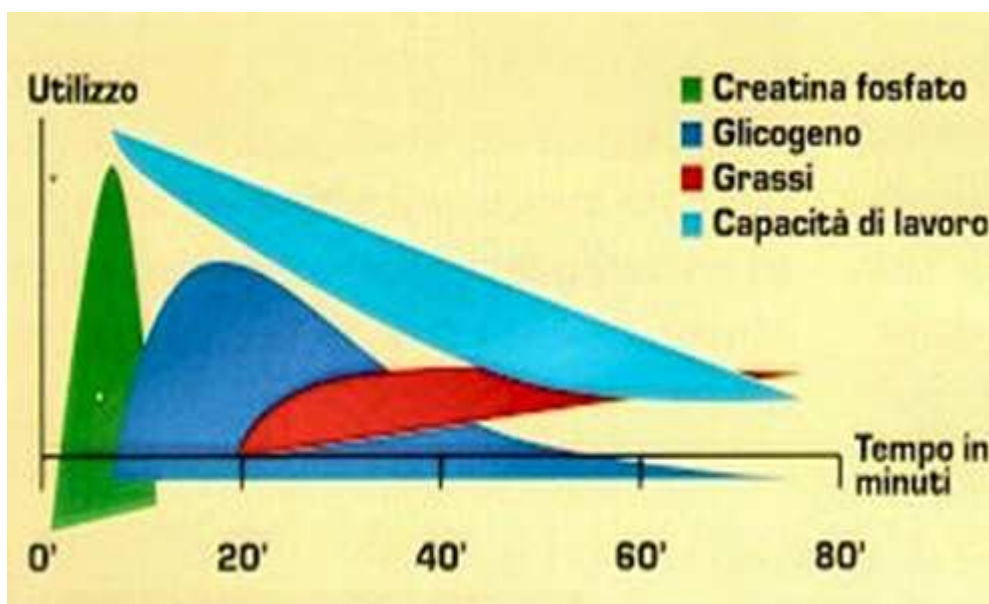 Utilizzo
Creatina fosfato
Glicogeno
Grassi
Capacità di lavoro
Tempo in
minuti
0'
20'
40'
60'
80'